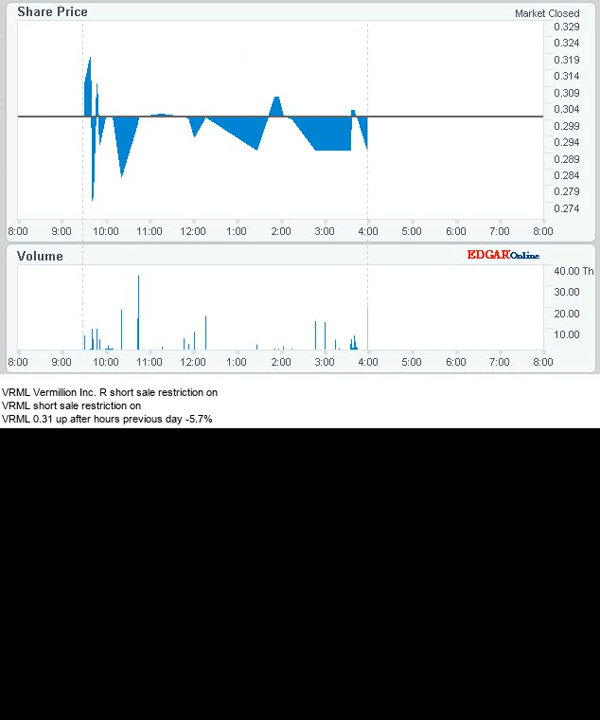 Share Price
Market Closed
0.329
0.324
0.319
0.314
0.309
0.304
0.299
0.294
0.289
0.284
0.279
0.274
8:00 9:00 10:00 11:00 12:00 1:00 2:00 3:00 4:00 5:00 6:00 7:00 8:00
Volume
EDGAR Online
40.00 Th
30.00
20.00
10.00
8:00 9:00 10:00 11:00 12:00 1:00 2:00 3:00 4:00 5:00 6:00 7:00 8:00
VRML Vermillion Inc. R short sale restriction on
VRML short sale restriction on
VRML 0.31 up after hours previous day -5.7%